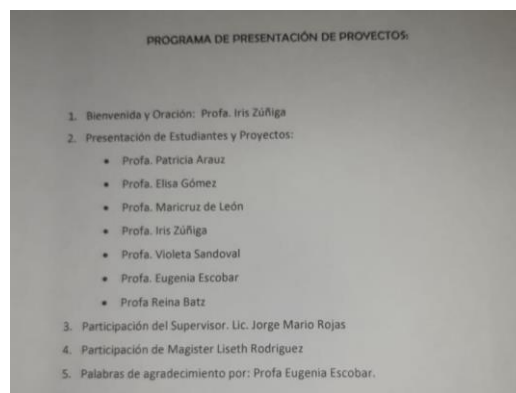 PROGRAMA DE PRESENTACIÓN DE PROYECTOS:
1. Bienvenida y Oración: Profa. Iris Zúñiga
2. Presentación de Estudiantes y Proyectos:
• Profa. Patricia Arauz
• Profa. Elisa Gómez
• Profa. Maricruz de León
• Profa. Iris Zúñiga
• Profa. Violeta Sandoval
• Profa. Eugenia Escobar
• Profa Reina Batz
3. Participación del Supervisor. Lic. Jorge Mario Rojas
4. Participación de Magister Liseth Rodriguez
5. Palabras de agradecimiento por: Profa Eugenia Escobar.